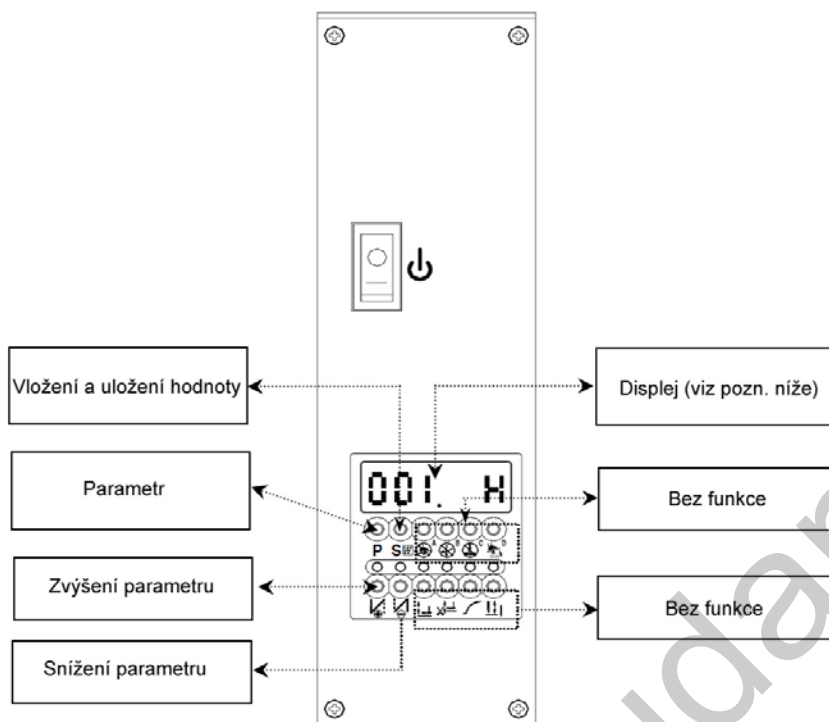 Vložení a uložení hodnoty
Displej (viz pozn. níže)
Parametr
001. H
Bez funkce
P S A B C D
Zvýšení parametru
Bez funkce
Snížení parametru